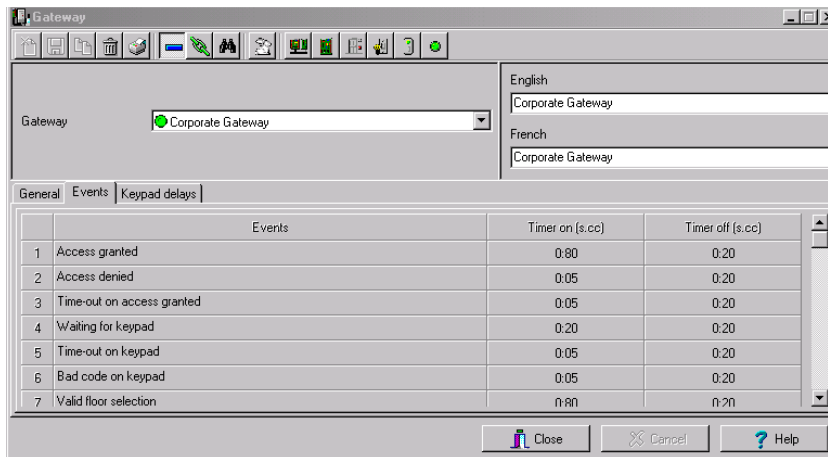 Gateway
English
Corporate Gateway
Gateway Corporate Gateway
French
Corporate Gateway
General Events Keypad delays
Events Timer on (s.cc) Timer off (s.cc)
1 Access granted 0:80 0:20
2 Access denied 0:05 0:20
3 Time-out on access granted 0:05 0:20
4 Waiting for keypad 0:20 0:20
5 Time-out on keypad 0:05 0:20
6 Bad code on keypad 0:05 0:20
7 Valid floor selection 0:80 0:20
Close Cancel ? Help